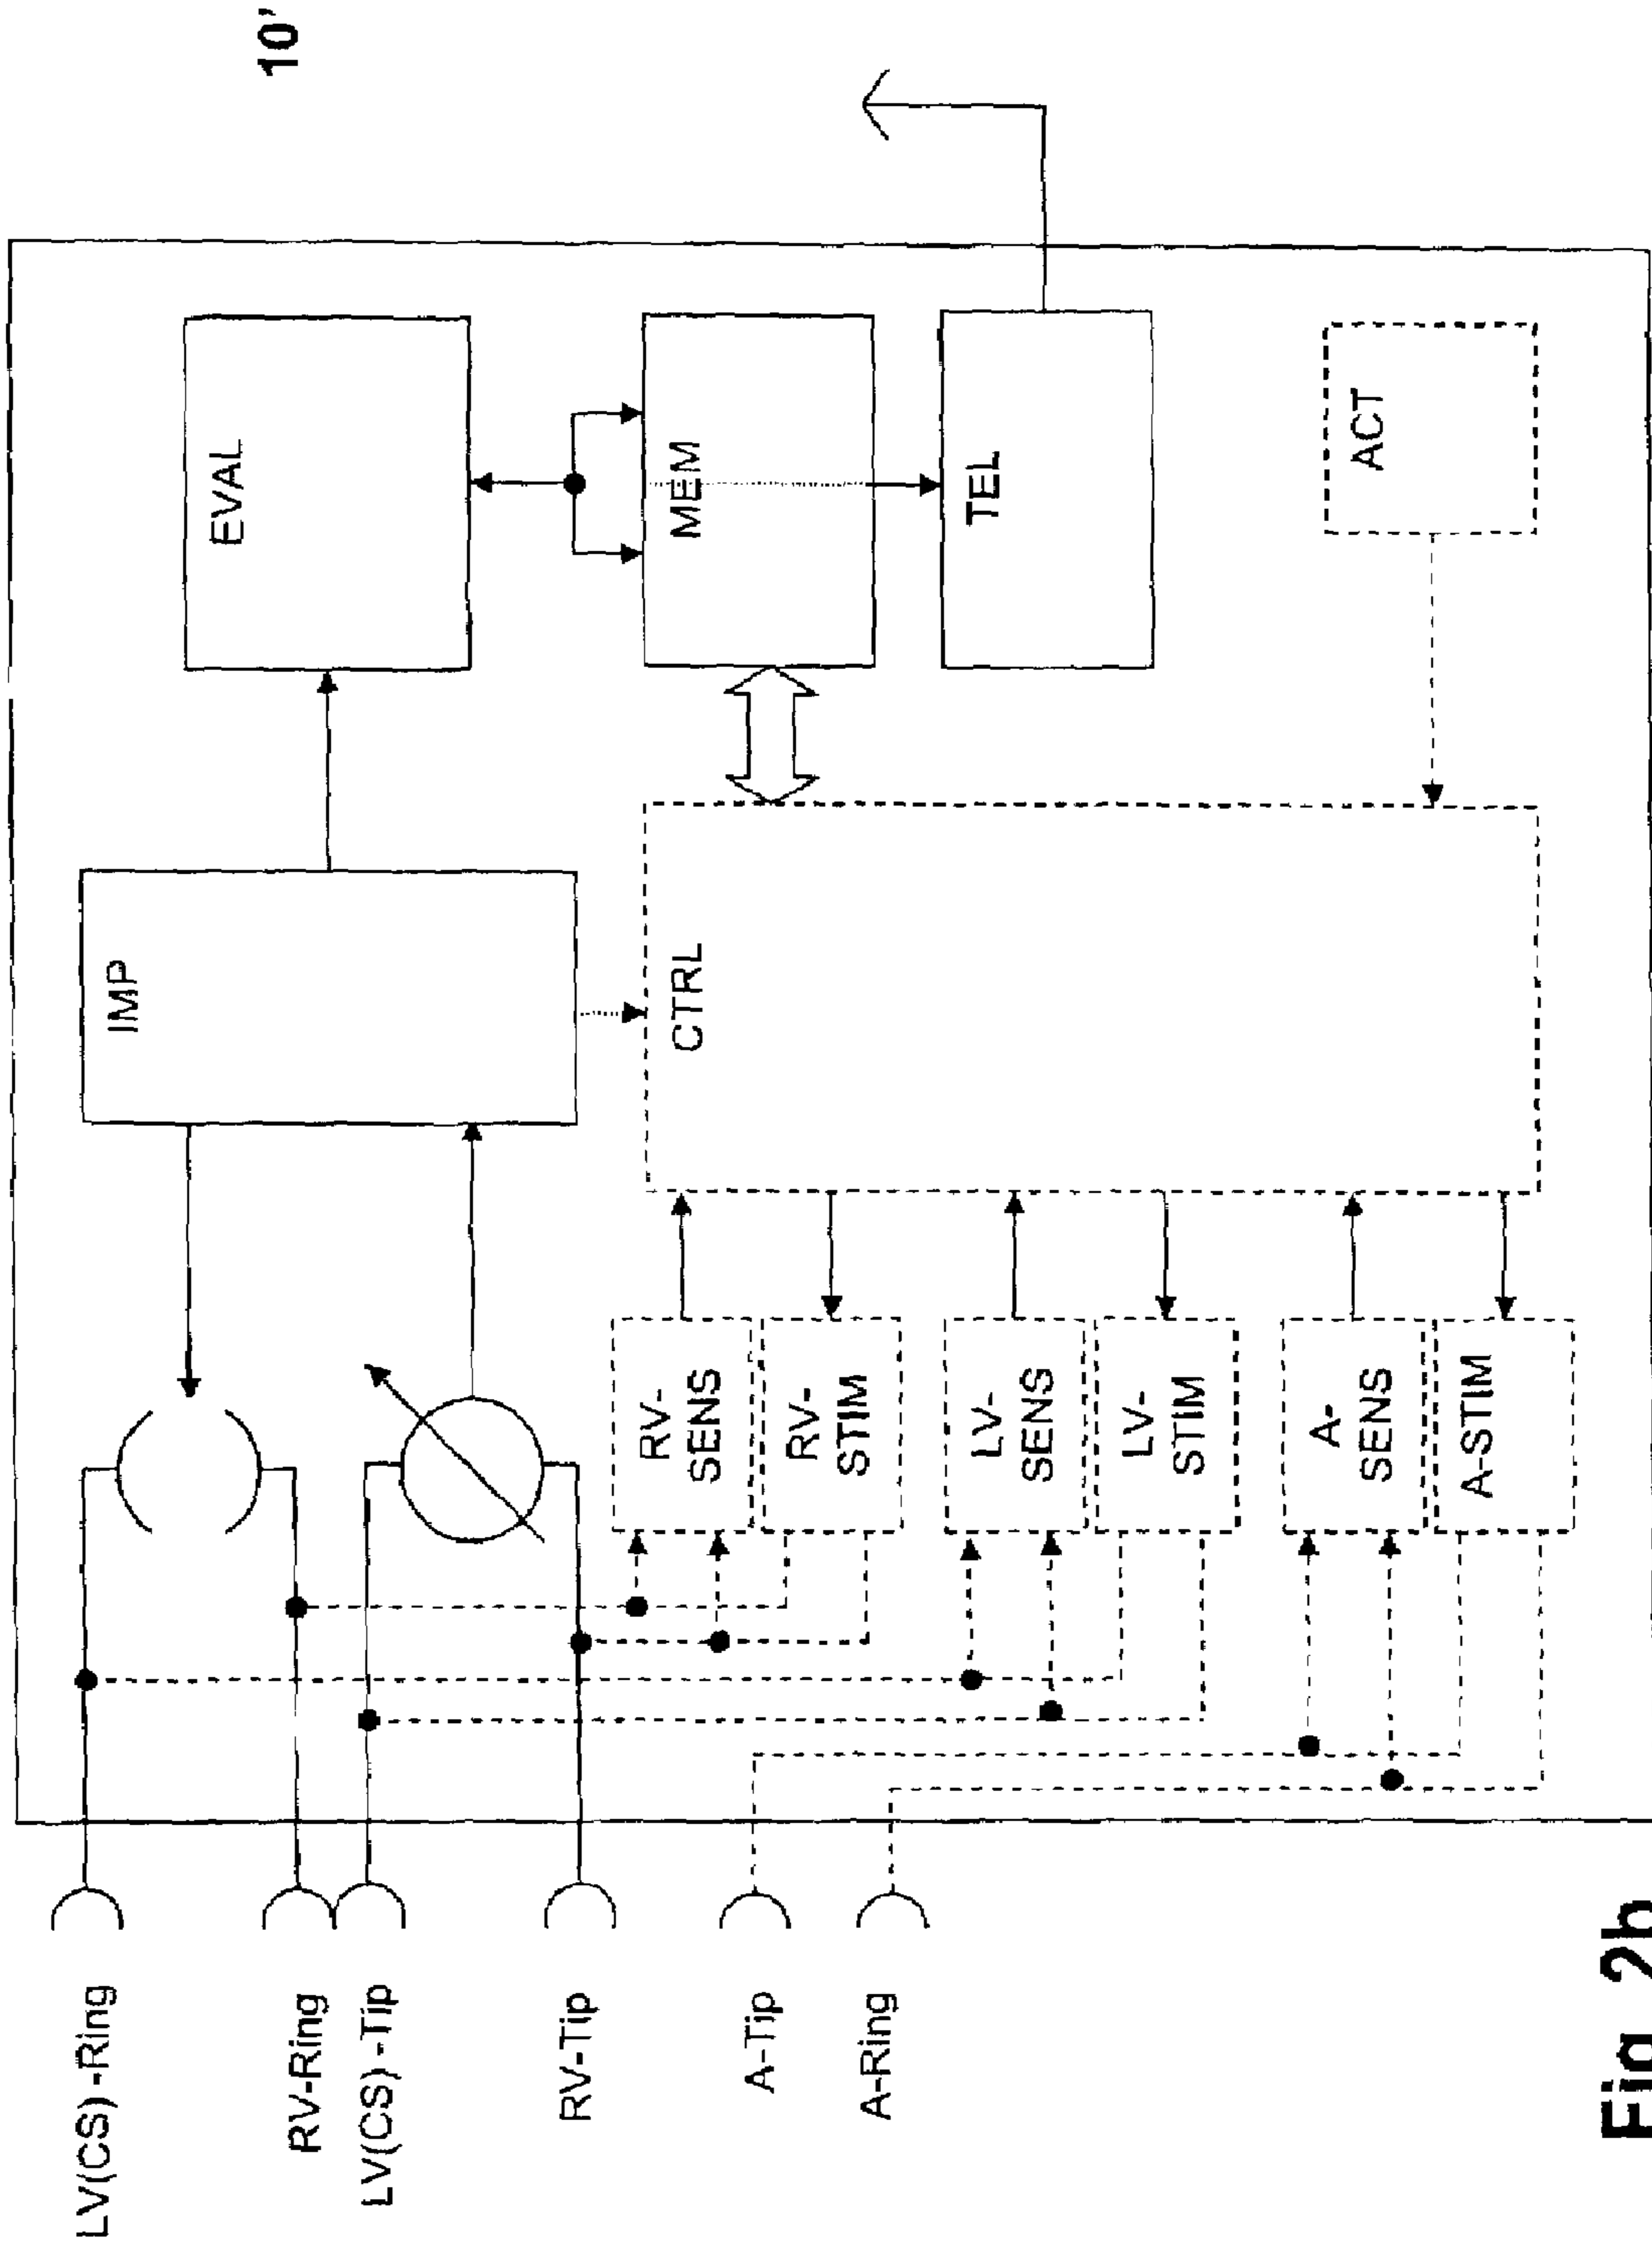 10'
LV(CS) -Ring
RV-Ring
LV(CS) -Tip
RV-Tip
A-Tip
A-Ring
IMP
EVAL
MEM
TEL
CTRL
ACT
RV-
SENS
RV-
STIM
LV-
SENS
LV-
STIM
A-
SENS
A-STIM
Fig. 2b